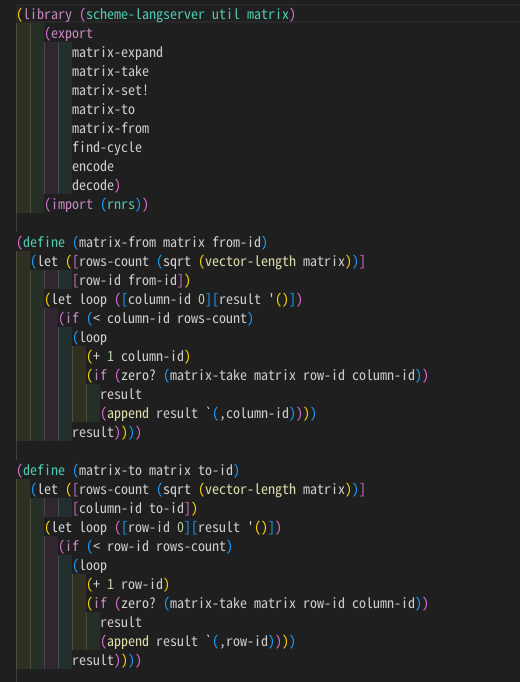 (library (scheme-langserver util matrix)
    (export
        matrix-expand
        matrix-take
        matrix-set!
        matrix-to
        matrix-from
        find-cycle
        encode
        decode)
    (import (rnrs))

(define (matrix-from matrix from-id)
  (let ([rows-count (sqrt (vector-length matrix))]
        [row-id from-id])
    (let loop ([column-id 0][result '()])
      (if (< column-id rows-count)
        (loop
          (+ 1 column-id)
          (if (zero? (matrix-take matrix row-id column-id))
            result
            (append result `(,column-id))))
        result))))

(define (matrix-to matrix to-id)
  (let ([rows-count (sqrt (vector-length matrix))]
        [column-id to-id])
    (let loop ([row-id 0][result '()])
      (if (< row-id rows-count)
        (loop
          (+ 1 row-id)
          (if (zero? (matrix-take matrix row-id column-id))
            result
            (append result `(,row-id))))
        result))))